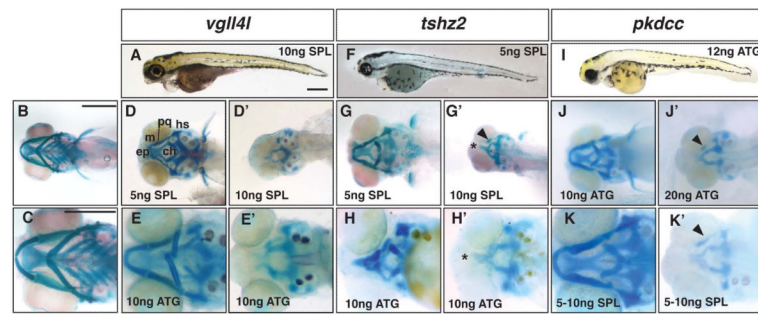 vgll4l tshz2 pkdcc
A 10ng SPL F 5ng SPL I 12ng ATG
B D pq hs m ch ep 5ng SPL D' 10ng SPL G 5ng SPL G' * 10ng SPL J 10ng ATG J' 20ng ATG
C E 10ng ATG E' 10ng ATG H 10ng ATG H' * 10ng ATG K 5-10ng SPL K' 5-10ng SPL